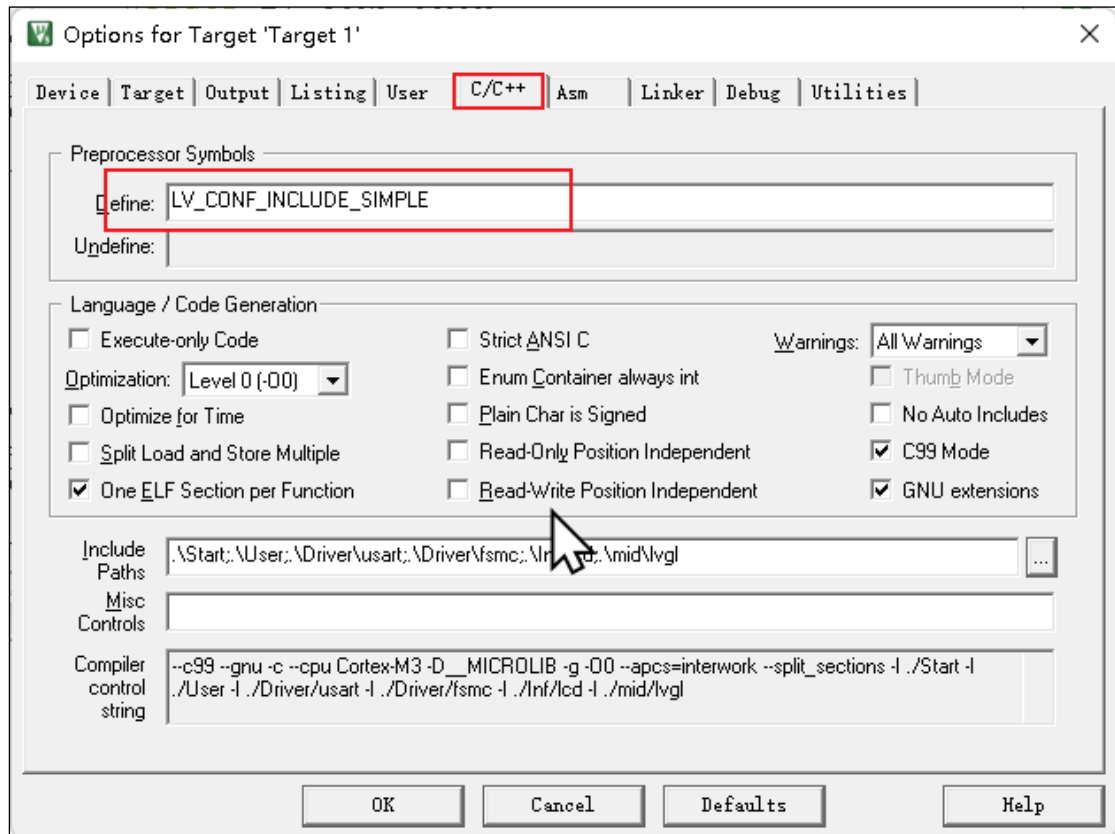 Options for Target 'Target 1'
Device Target Output Listing User C/C++ Asm Linker Debug Utilities
Preprocessor Symbols
Define: LV_CONF_INCLUDE_SIMPLE
Undefine:
Language / Code Generation
Execute-only Code Strict ANSI C Warnings: All Warnings
Optimization: Level 0 (-O0) Enum Container always int Thumb Mode
Optimize for Time Plain Char is Signed No Auto Includes
Split Load and Store Multiple Read-Only Position Independent C99 Mode
One ELF Section per Function Read-Write Position Independent GNU extensions
Include Paths .\Start;.\User;.\Driver\usart;.\Driver\fsmc;.\Inf\lcd;.\mid\lvgl ...
Misc Controls
Compiler control string --c99 --gnu -c --cpu Cortex-M3 -D__MICROLIB -g -O0 --apcs=interwork --split_sections -I ./Start -I
./User -I ./Driver/usart -I ./Driver/fsmc -I ./Inf/lcd -I ./mid/lvgl
OK Cancel Defaults Help